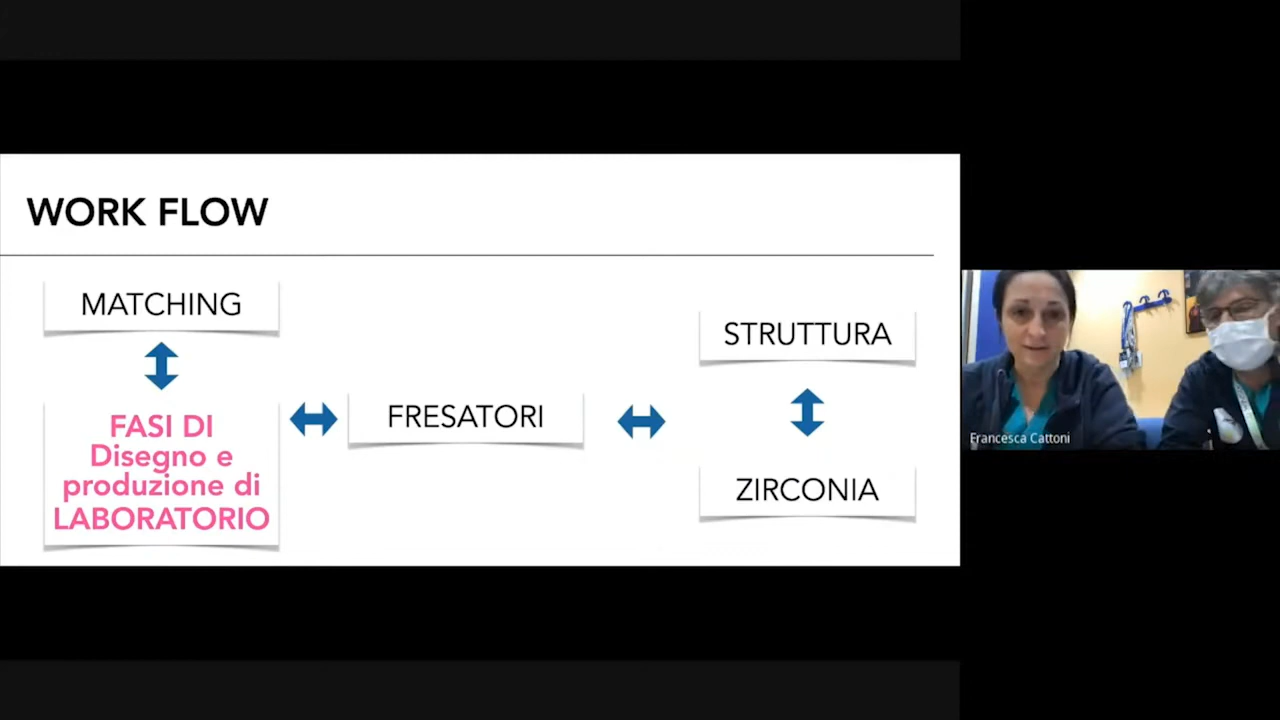 WORK FLOW
MATCHING
FASI DI
Disegno e
produzione di
LABORATORIO
FRESATORI
STRUTTURA
ZIRCONIA
Francesca Cattoni